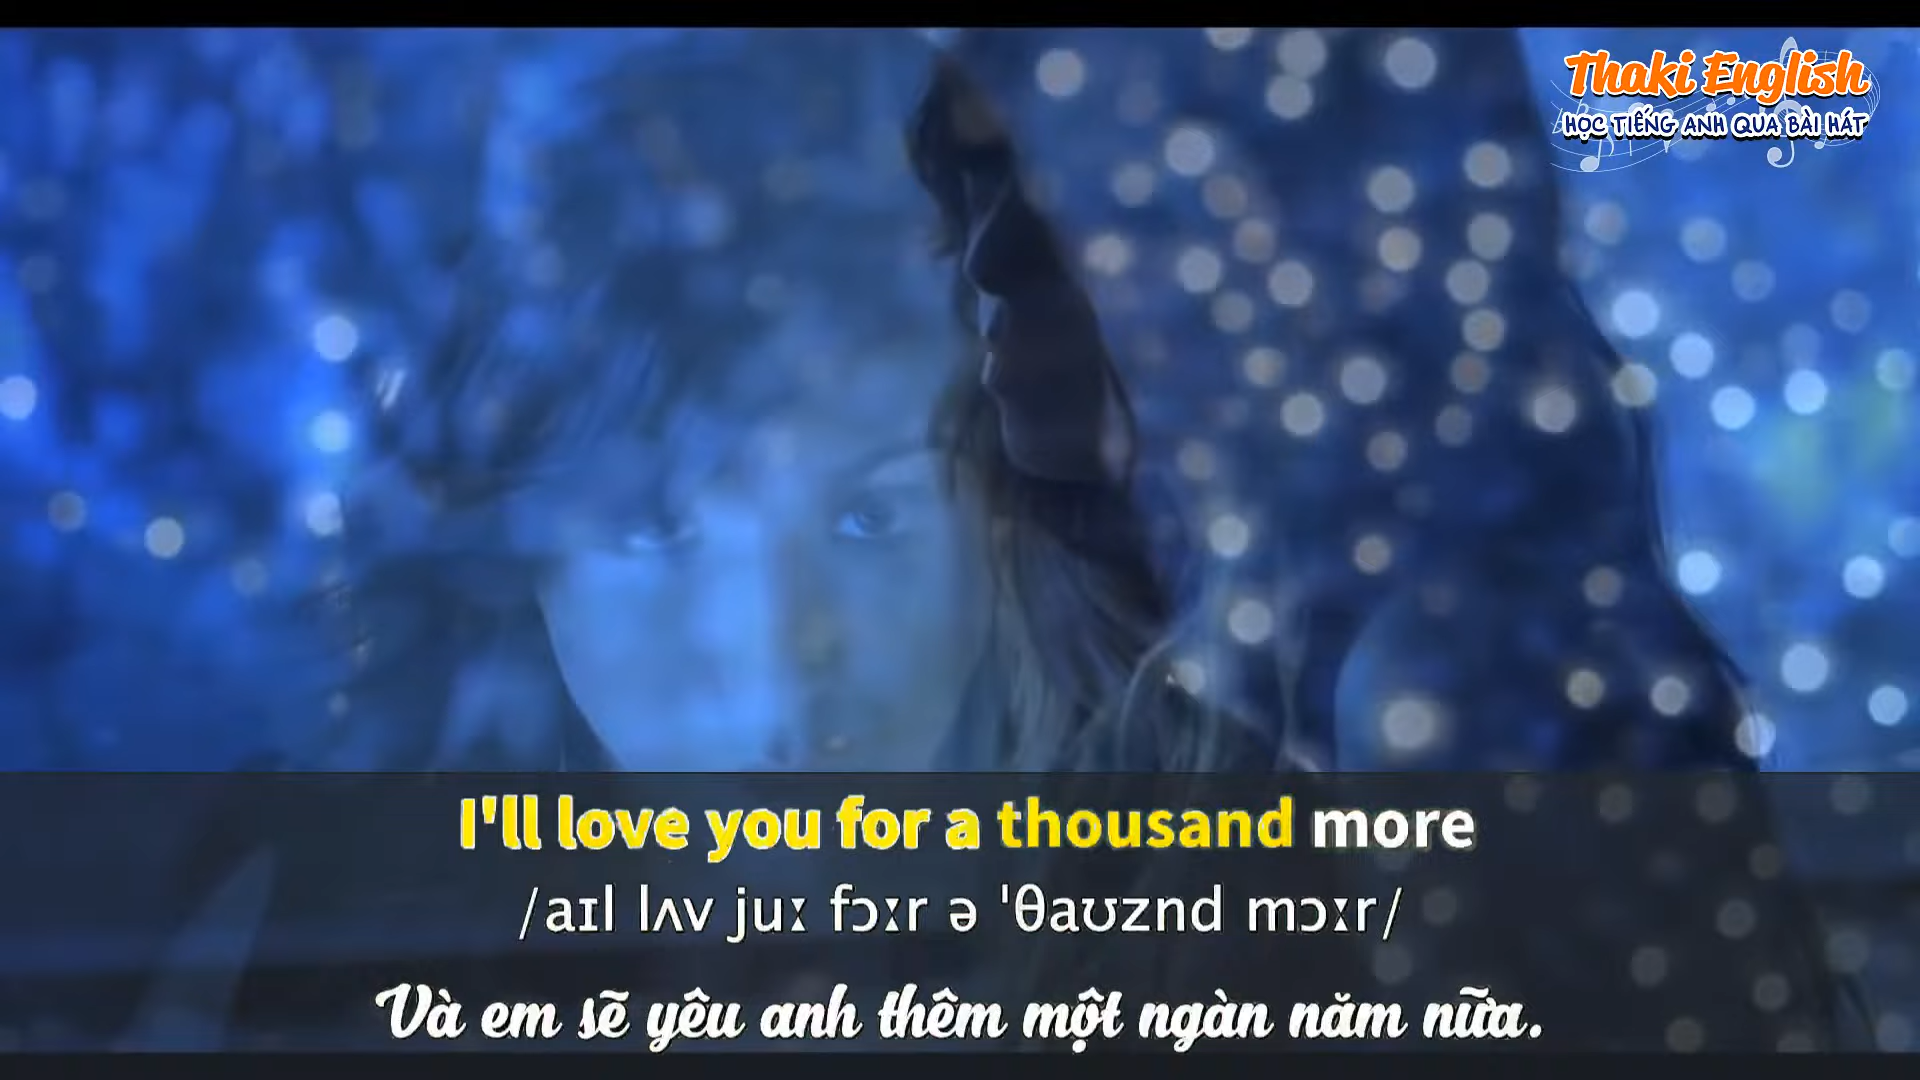 Thaki English
HỌC TIẾNG ANH QUA BÀI HÁT
I'll love you for a thousand more
/aɪl lʌv juː fɔːr ə ˈθaʊznd mɔːr/
Và em sẽ yêu anh thêm một ngàn năm nữa.